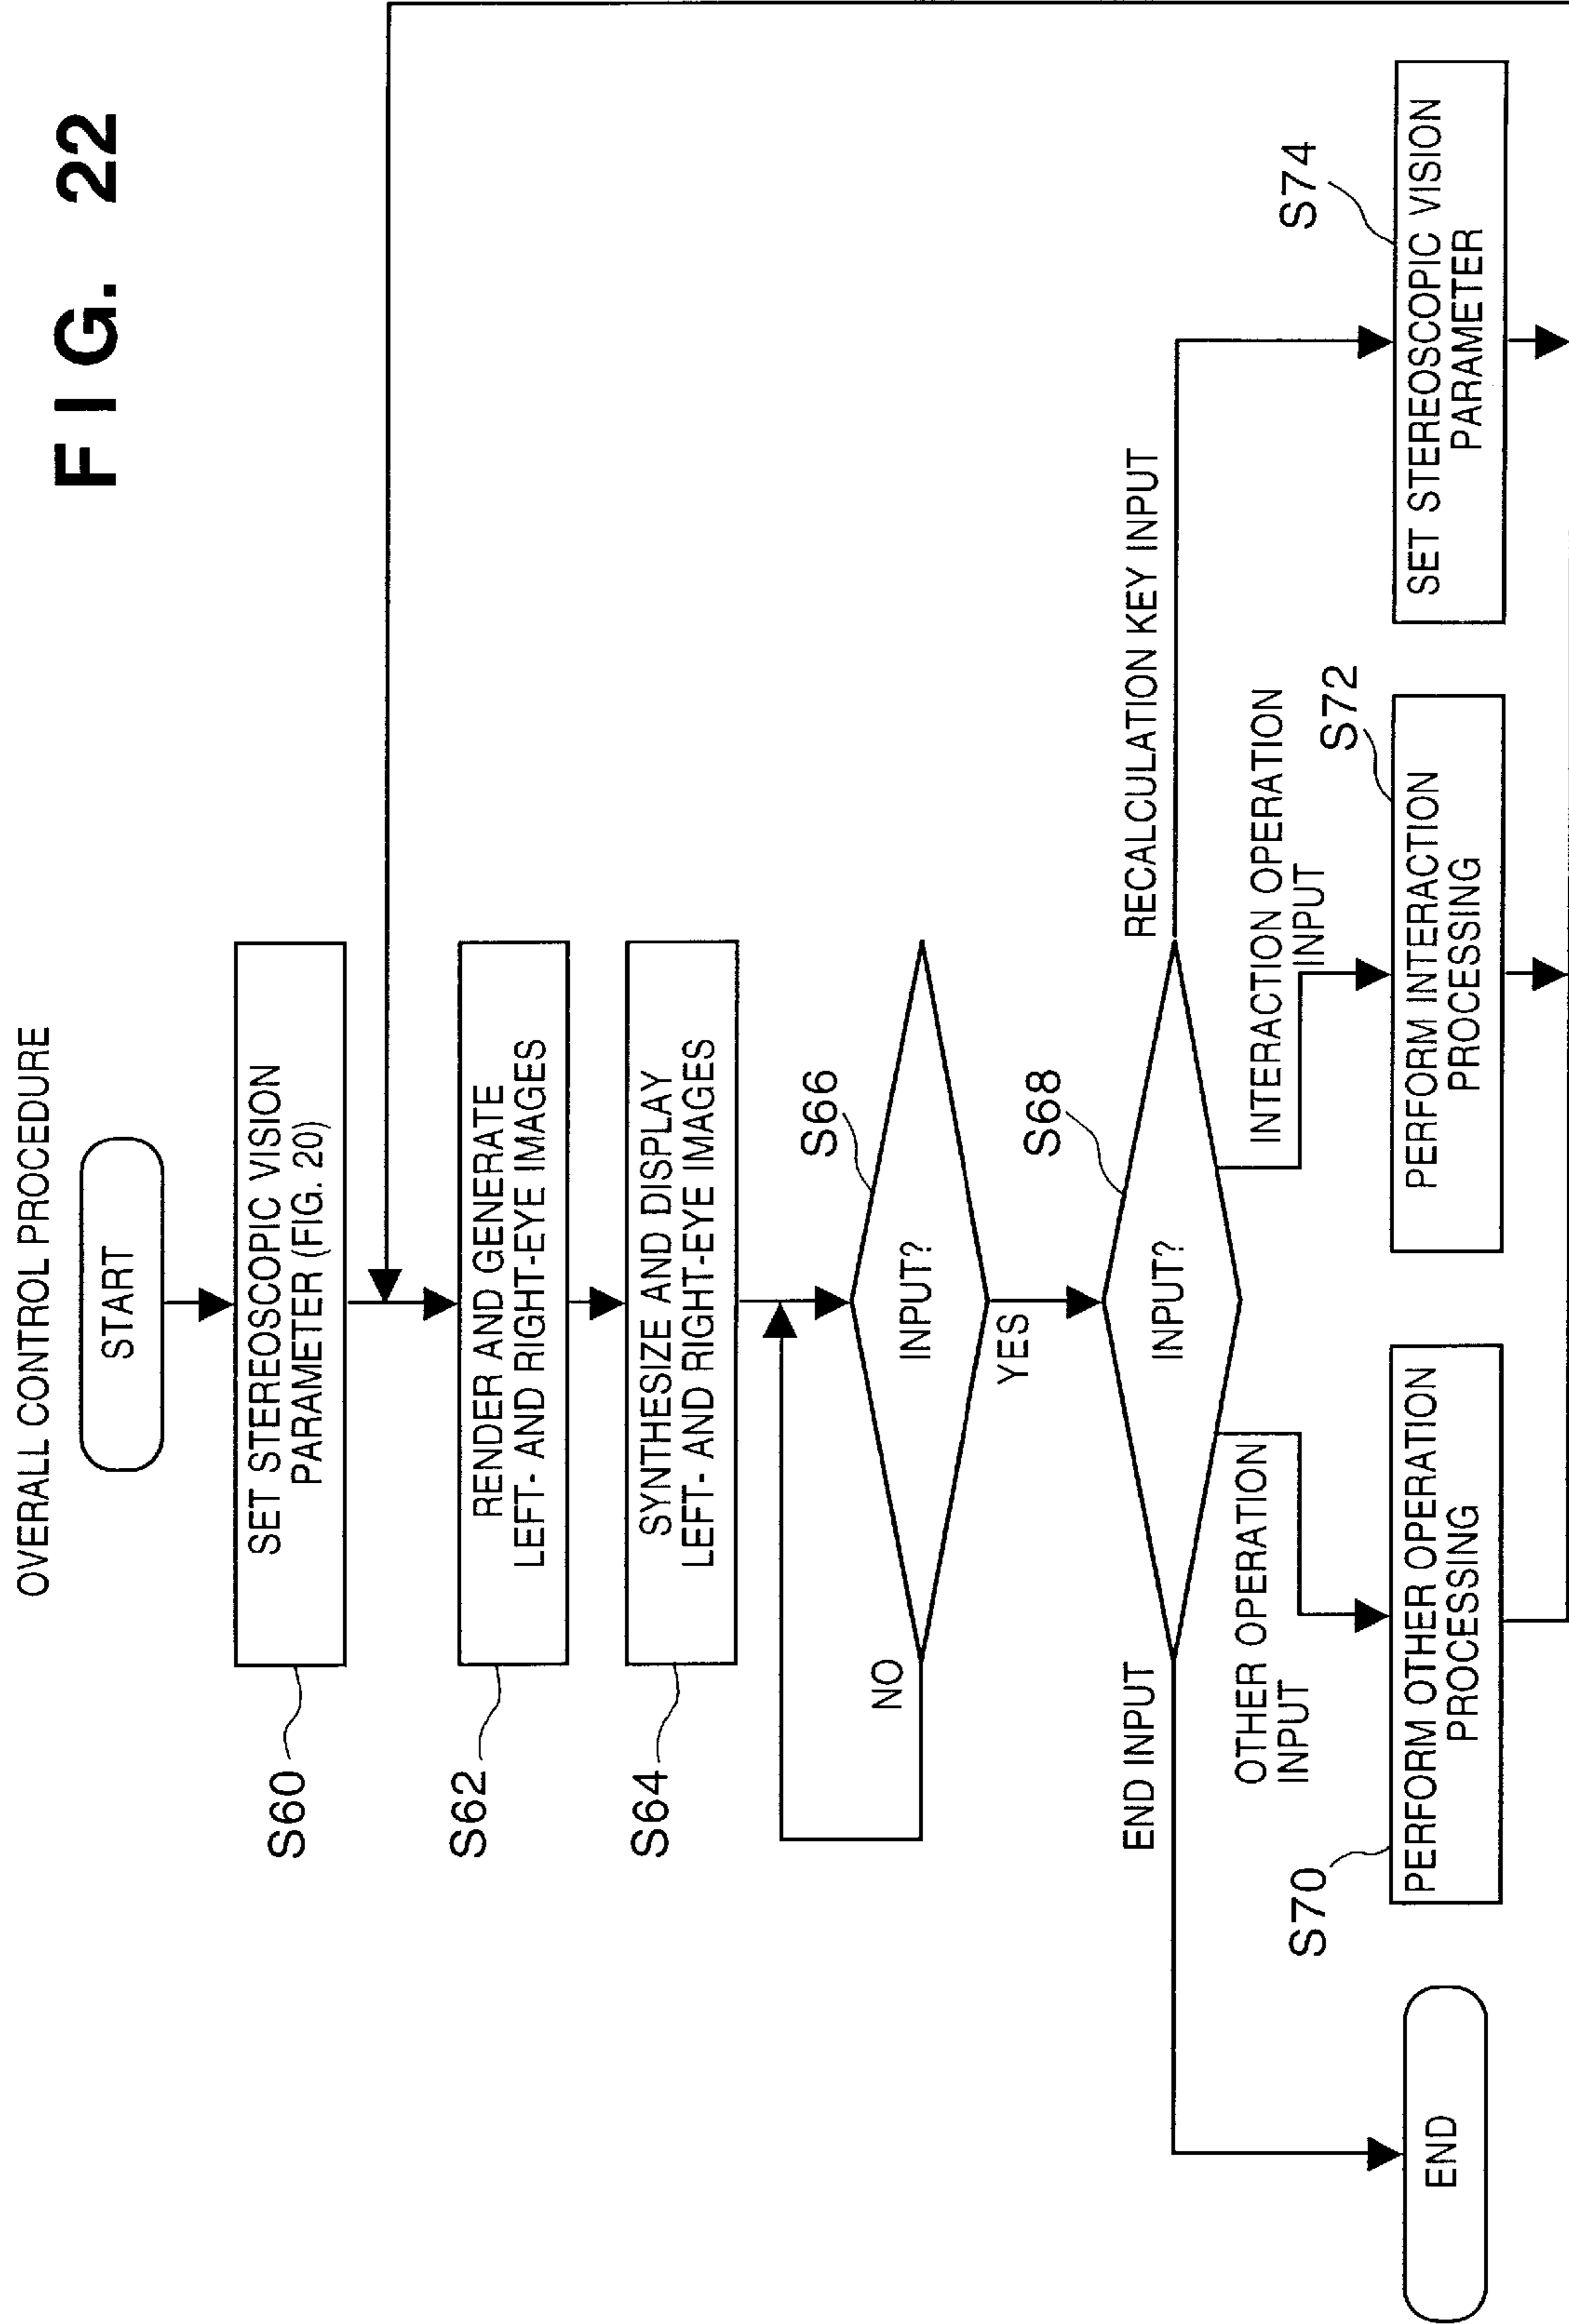 FIG. 22
OVERALL CONTROL PROCEDURE
START
S60
SET STEREOSCOPIC VISION
PARAMETER (FIG. 20)
S62
RENDER AND GENERATE
LEFT- AND RIGHT-EYE IMAGES
S64
SYNTHESIZE AND DISPLAY
LEFT- AND RIGHT-EYE IMAGES
S66
INPUT?
NO
YES
S68
INPUT?
END INPUT
RECALCULATION KEY INPUT
OTHER OPERATION
INPUT
INTERACTION OPERATION
INPUT
S70
S72
S74
END
PERFORM OTHER OPERATION
PROCESSING
PERFORM INTERACTION
PROCESSING
SET STEREOSCOPIC VISION
PARAMETER